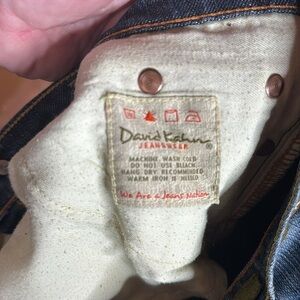 David Kahn®
JEANSWEAR
MACHINE WASH COLD
DO NOT USE BLEACH
HANG DRY RECOMMENDED
WARM IRON IS NEEDED
We Are a Jeans Nation